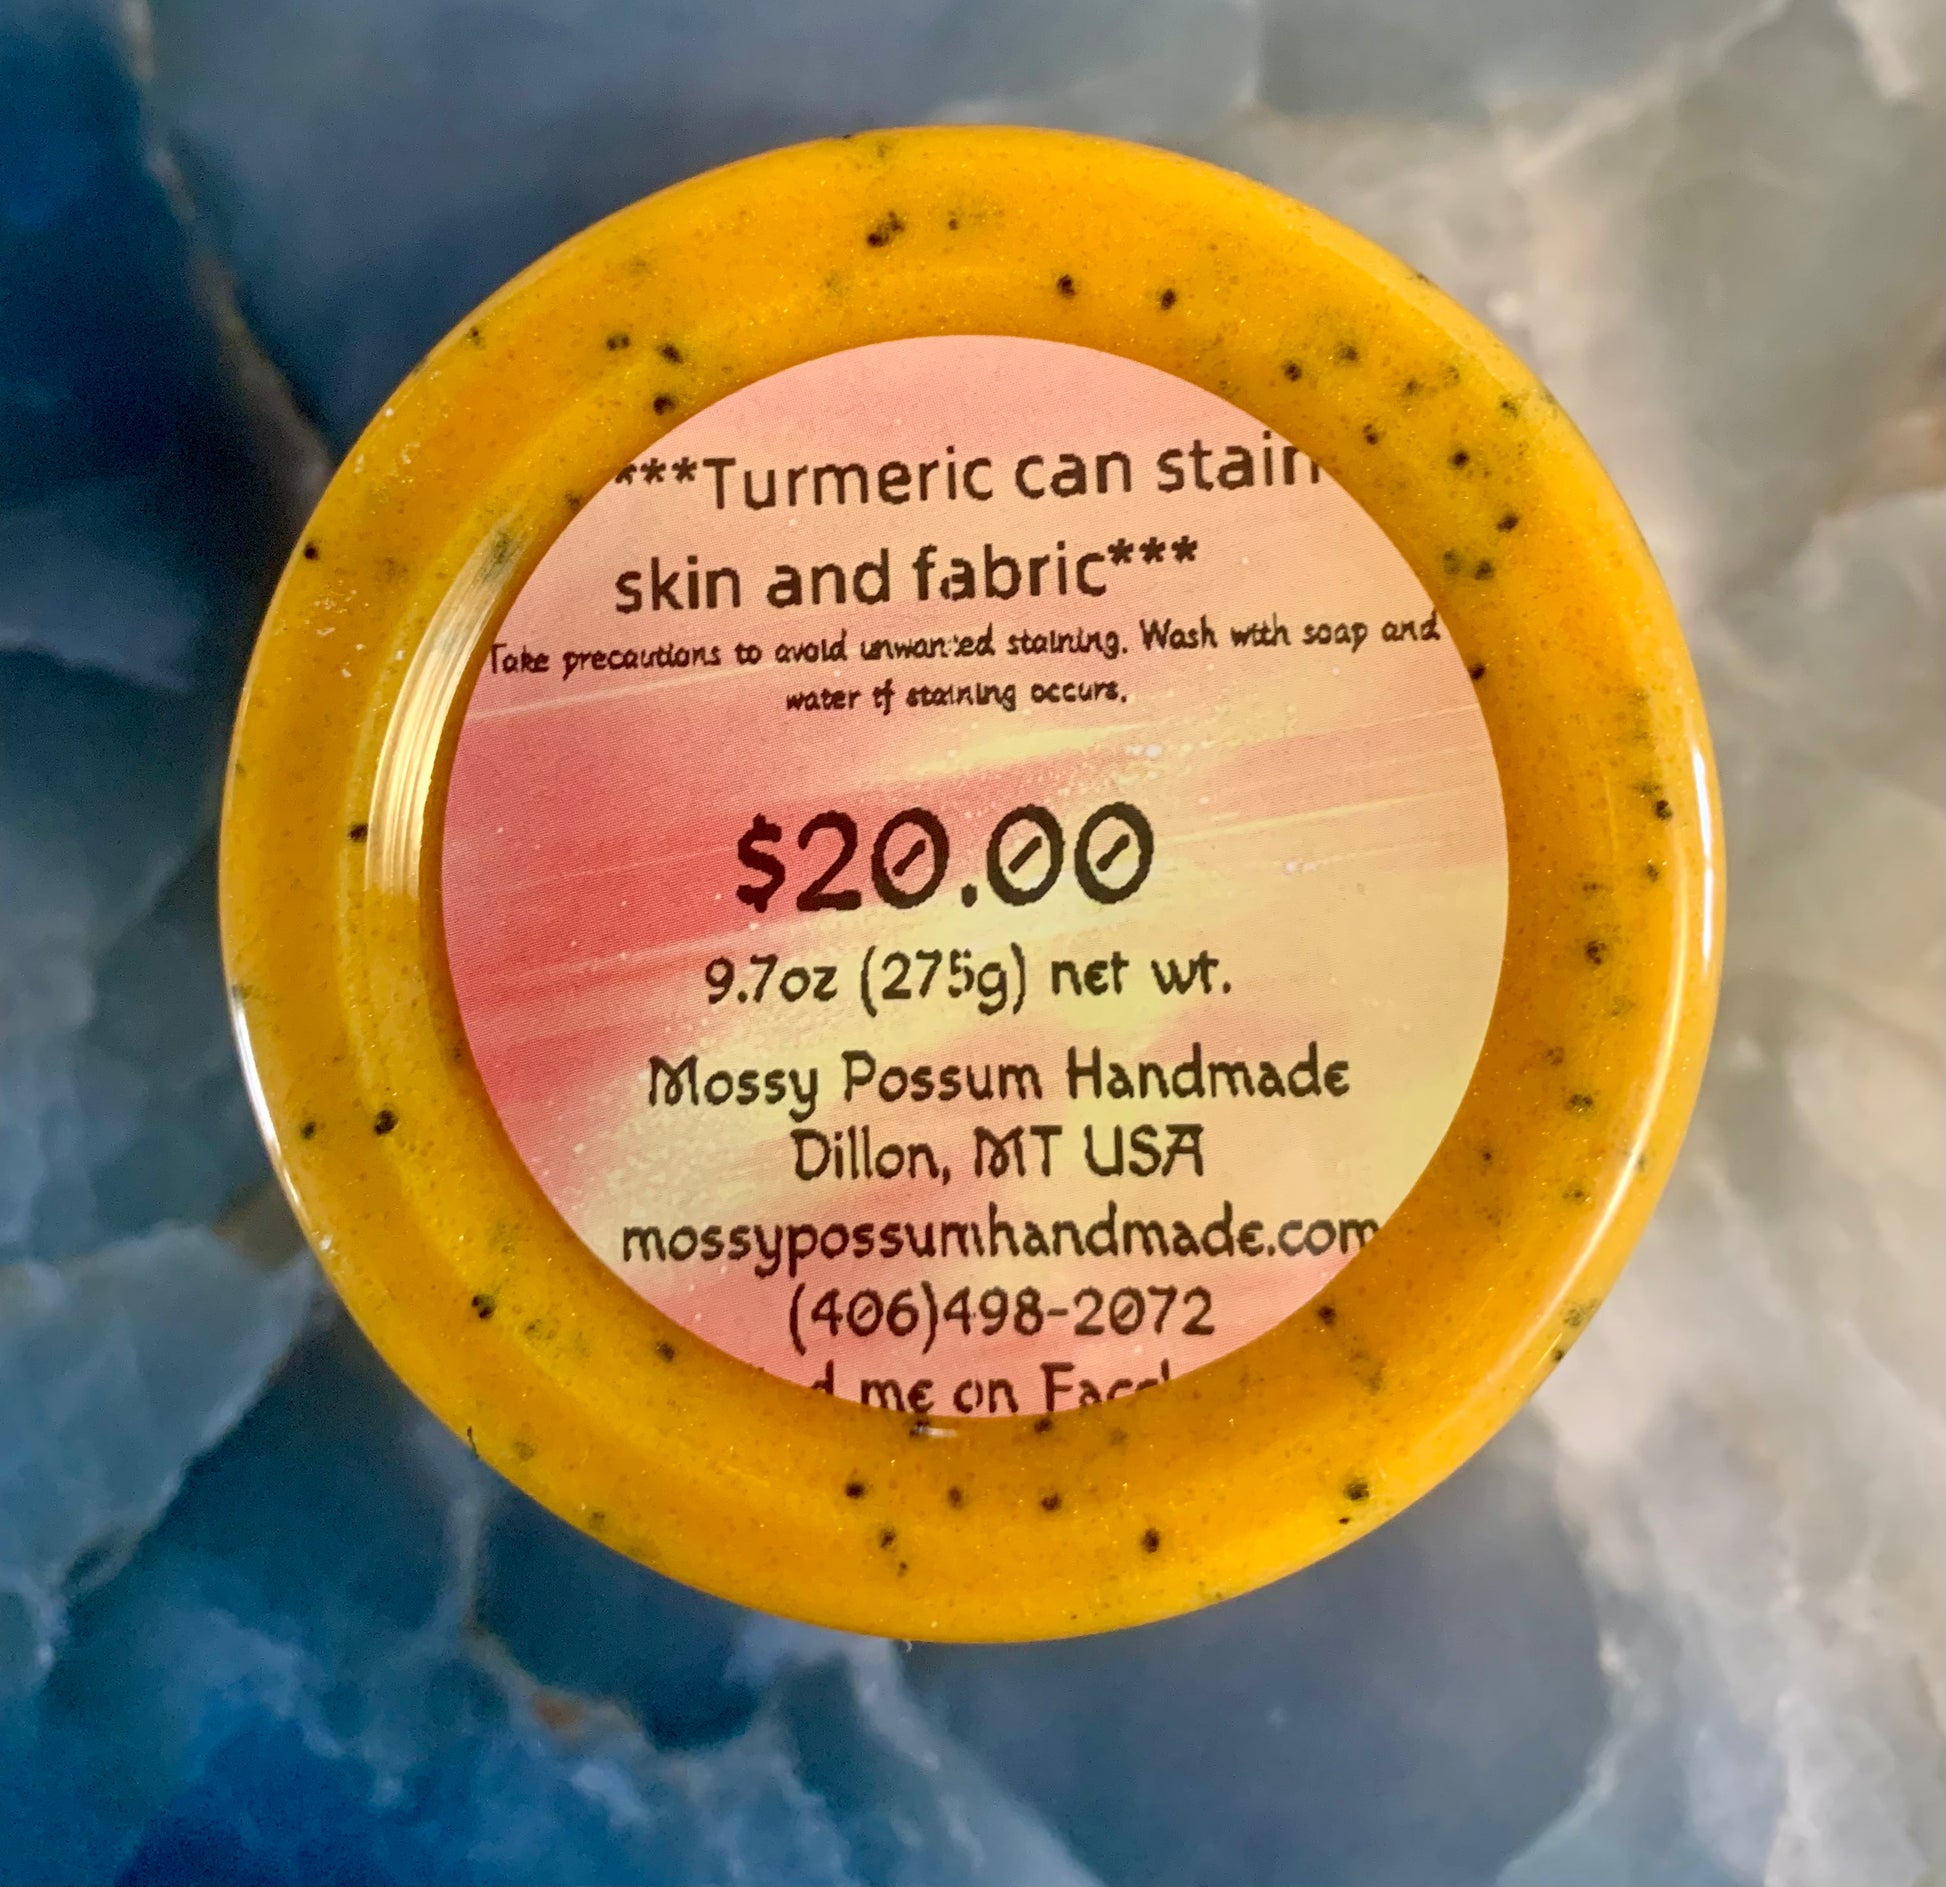 ***Turmeric can stain
skin and fabric***
Take precautions to avoid unwanted staining. Wash with soap and
water if staining occurs.
$20.00
9.7oz (275g) net wt.
Mossy Possum Handmade
Dillon, MT USA
mossypossumhandmade.com
(406)498-2072
me on